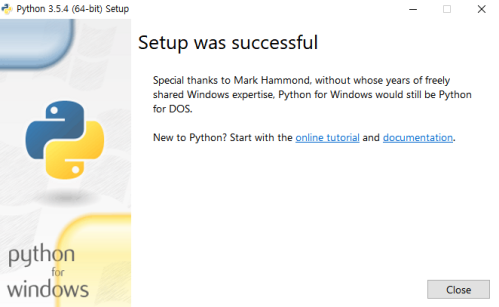 Python 3.5.4 (64-bit) Setup
Setup was successful
Special thanks to Mark Hammond, without whose years of freely
shared Windows expertise, Python for Windows would still be Python
for DOS.
New to Python? Start with the online tutorial and documentation.
python
for
windows
Close